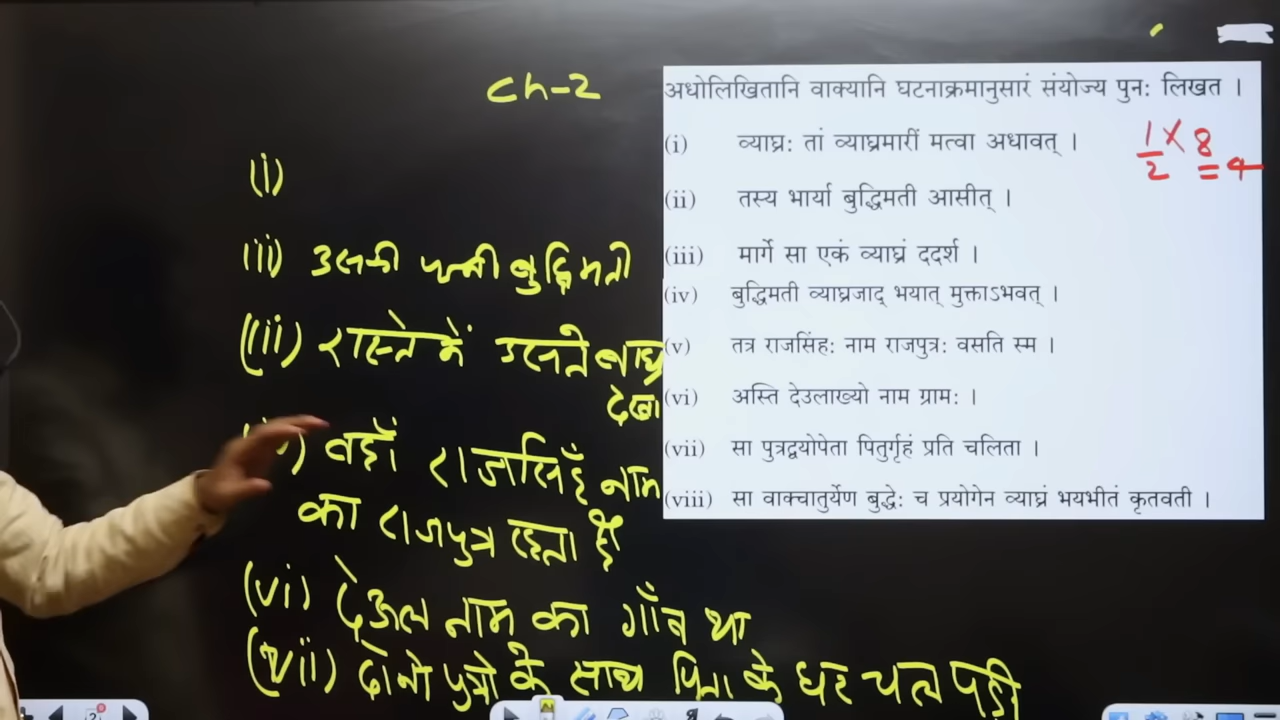 ch-2
अधोलिखितानि वाक्यानि घटनाक्रमानुसारं संयोज्य पुनः लिखत ।
(i) व्याघ्रः तां व्याघ्रमारीं मत्वा अधावत् ।
1/2 × 8 = 4
(ii) तस्य भार्या बुद्धिमती आसीत् ।
(iii) मार्गे सा एकं व्याघ्रं ददर्श ।
(iv) बुद्धिमती व्याघ्रजाद् भयात् मुक्ताऽभवत् ।
(v) तत्र राजसिंहः नाम राजपुत्रः वसति स्म ।
(vi) अस्ति देउलाख्यो नाम ग्रामः ।
(vii) सा पुत्रद्वयोपेता पितुर्गृहं प्रति चलिता ।
(viii) सा वाक्चातुर्येण बुद्धेः च प्रयोगेन व्याघ्रं भयभीतं कृतवती ।
(i)
(ii) उसकी पत्नी बुद्धिमती
(iii) रास्ते में उसने बाघ
देखा
वहाँ राजसिहँ नाम
का राजपुत्र रहता है
(vi) देऊल नाम का गाँव था
(vii) दोनो पुत्रो के साथ पिता के घर चल पड़ी